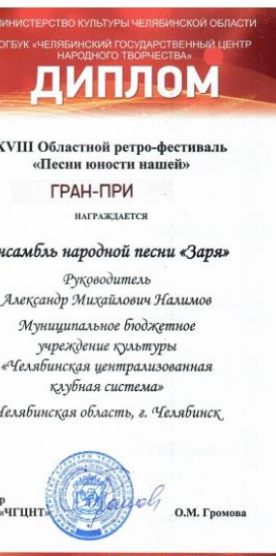 МИНИСТЕРСТВО КУЛЬТУРЫ ЧЕЛЯБИНСКОЙ ОБЛАСТИ
ОГБУК «ЧЕЛЯБИНСКИЙ ГОСУДАРСТВЕННЫЙ ЦЕНТР
НАРОДНОГО ТВОРЧЕСТВА»
ДИПЛОМ
XVIII Областной ретро-фестиваль
«Песни юности нашей»
ГРАН-ПРИ
НАГРАЖДАЕТСЯ
нсамбль народной песни «Заря»
Руководитель
Александр Михайлович Налимов
Муниципальное бюджетное
учреждение культуры
«Челябинская централизованная
клубная система»
Челябинская область, г. Челябинск
р
«ЧГЦНТ»
О.М. Громова